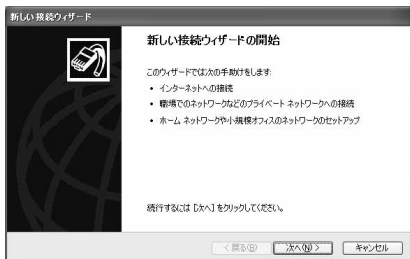 新しい接続ウィザード
新しい接続ウィザードの開始
このウィザードでは次の手助けをします:
• インターネットへの接続
• 職場でのネットワークなどのプライベート ネットワークへの接続
• ホーム ネットワークや小規模オフィスのネットワークのセットアップ
続行するには [次へ] をクリックしてください。
< 戻る(B)
次へ(N) >
キャンセル